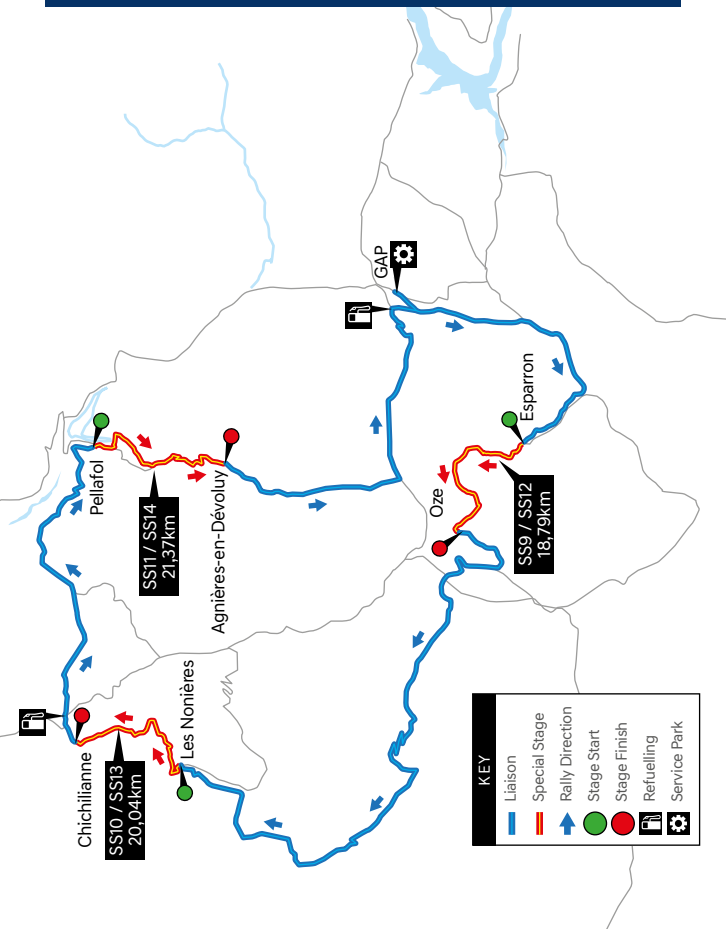 GAP
Esparron
Oze
SS9 / SS12
18,79km
Pellafol
SS11 / SS14
21,37km
Agnières-en-Dévoluy
Chichilianne
SS10 / SS13
20,04km
Les Nonières
KEY
Liaison
Special Stage
Rally Direction
Stage Start
Stage Finish
Refuelling
Service Park